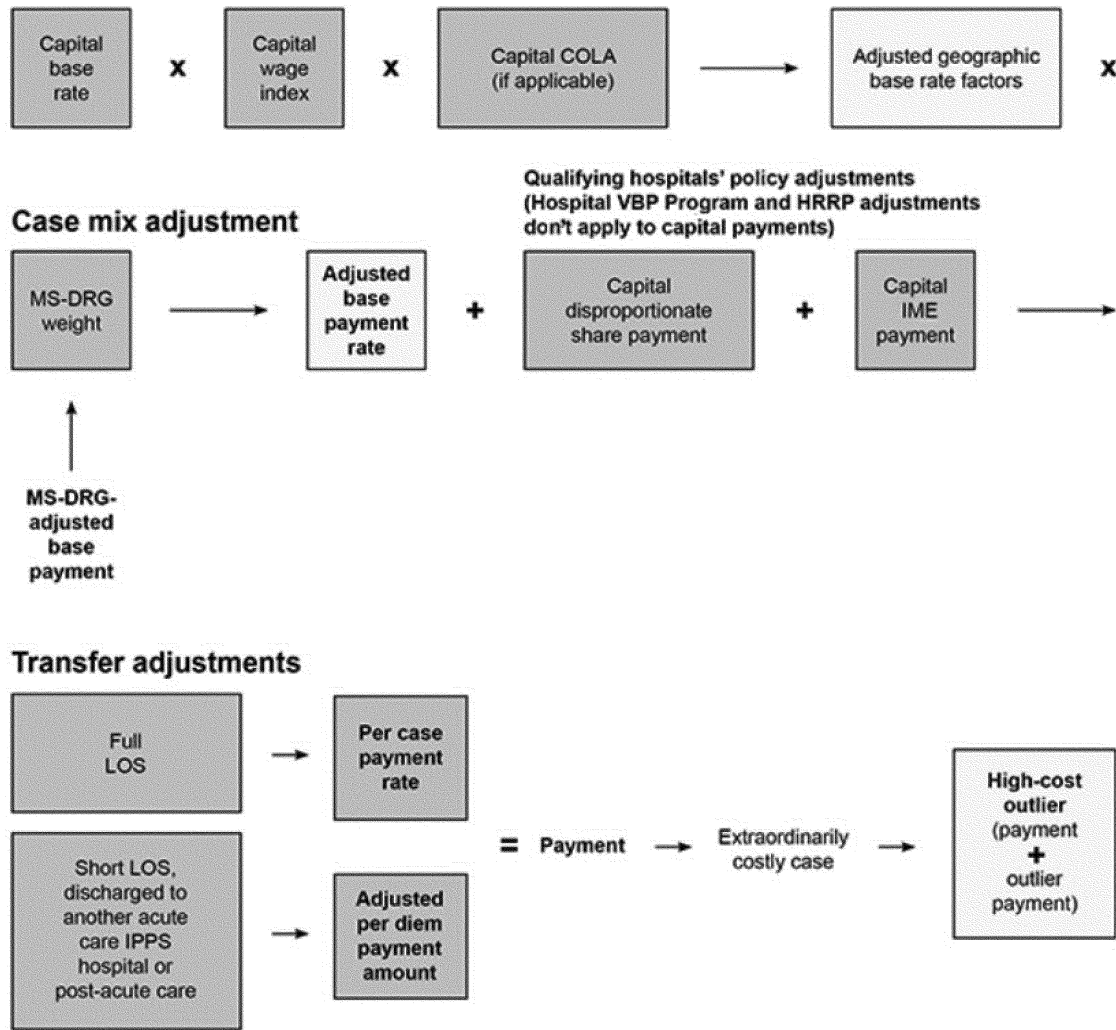 Capital
base
rate
x
Capital
wage
index
x
Capital COLA
(if applicable)
Adjusted geographic
base rate factors
x
Qualifying hospitals' policy adjustments
(Hospital VBP Program and HRRP adjustments
don't apply to capital payments)
Case mix adjustment
MS-DRG
weight
Adjusted
base
payment
rate
+
Capital
disproportionate
share payment
+
Capital
IME
payment
MS-DRG-
adjusted
base
payment
Transfer adjustments
Full
LOS
Per case
payment
rate
Short LOS,
discharged to
another acute
care IPPS
hospital or
post-acute care
Adjusted
per diem
payment
amount
= Payment
Extraordinarily
costly case
High-cost
outlier
(payment
+
outlier
payment)